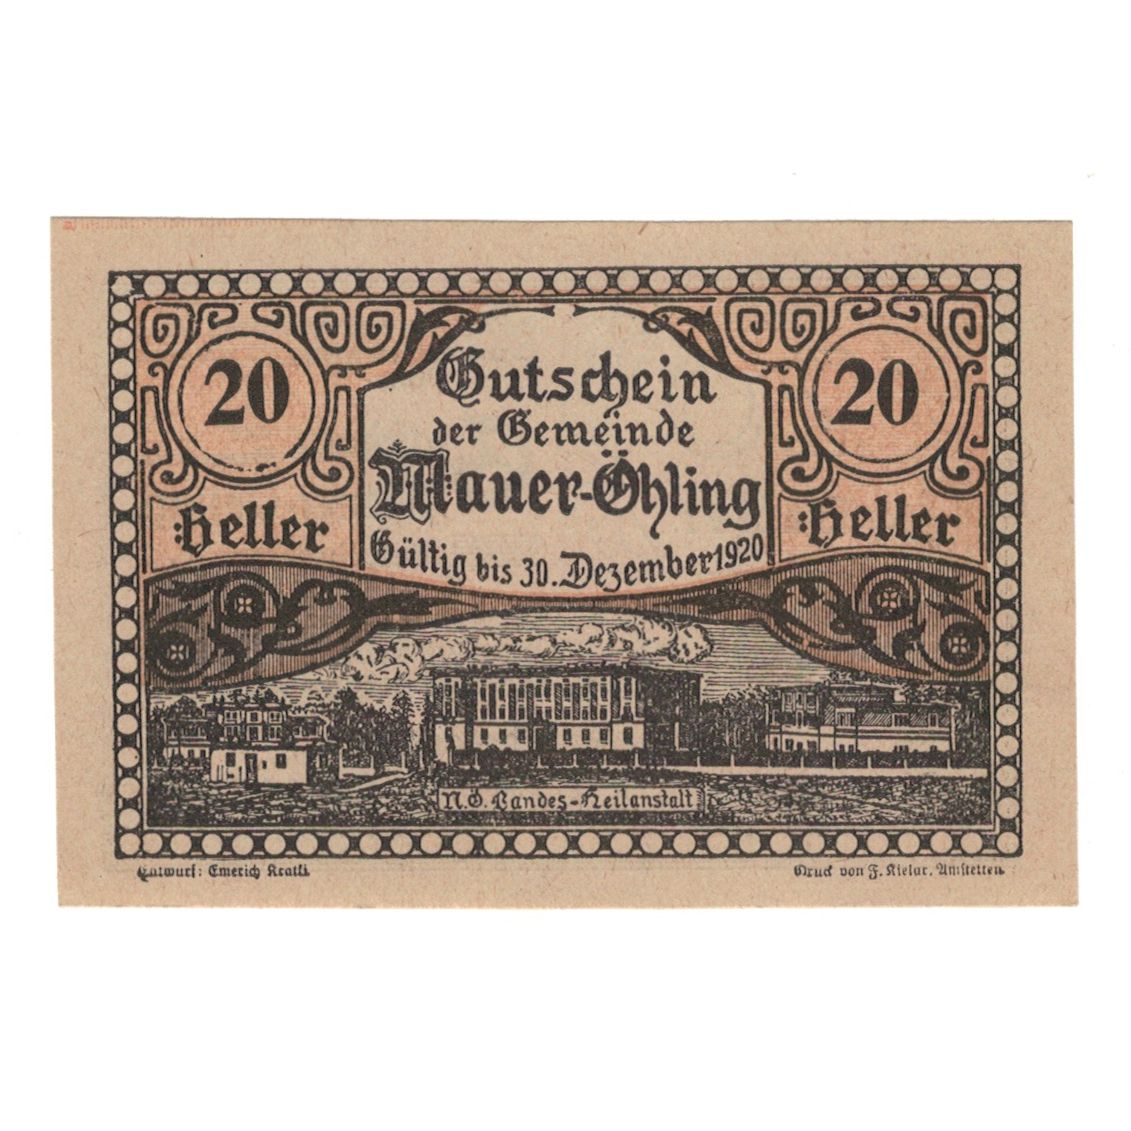 20
Heller
Gutschein
der Gemeinde
Mauer-Öhling
Gültig bis 30. Dezember 1920
20
Heller
N.Ö. Landes-Heilanstalt
Entwurf: Emerich
Druck von F. Kielar, Amstetten.